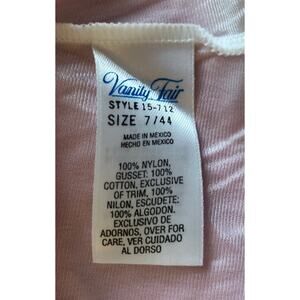 Vanity Fair
STYLE 15-712
SIZE 7/44
MADE IN MEXICO
HECHO EN MEXICO
100% NYLON,
GUSSET: 100%
COTTON, EXCLUSIVE
OF TRIM, 100%
NILON, ESCUDETE:
100% ALGODON.
EXCLUSIVO DE
ADORNOS, OVER FOR
CARE, VER CUIDADO
AL DORSO